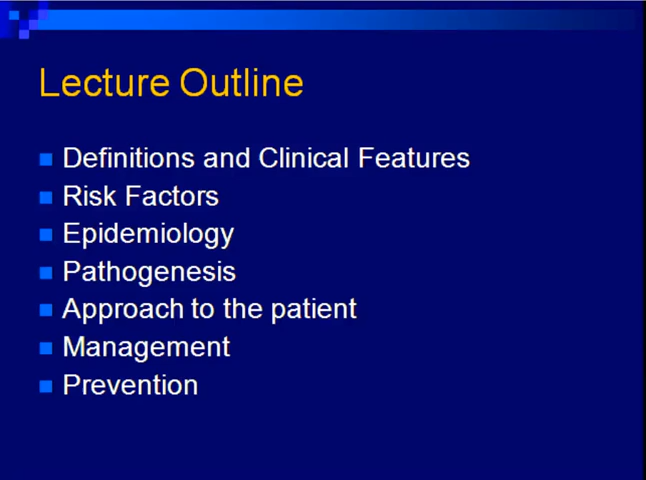 Lecture Outline
Definitions and Clinical Features
Risk Factors
Epidemiology
Pathogenesis
Approach to the patient
Management
Prevention